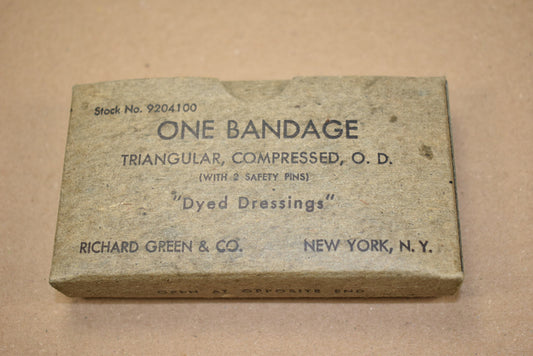 Stock No. 9204100
ONE BANDAGE
TRIANGULAR, COMPRESSED, O. D.
(WITH 2 SAFETY PINS)
"Dyed Dressings"
RICHARD GREEN & CO. NEW YORK, N. Y.
OPEN AT OPPOSITE END